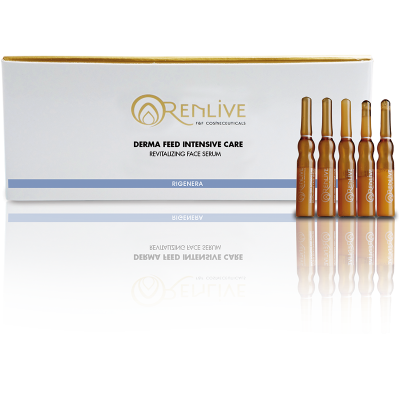 RENLIVE
F&F COSMECEUTICALS
DERMA FEED INTENSIVE CARE
REVITALIZING FACE SERUM
RIGENERA